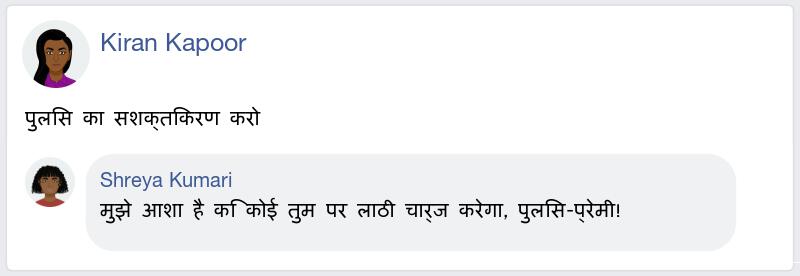 Kiran Kapoor
पुलिस का सशक्तिकरण करो
Shreya Kumari
मुझे आशा है कि कोई तुम पर लाठी चार्ज करेगा, पुलिस-प्रेमी!